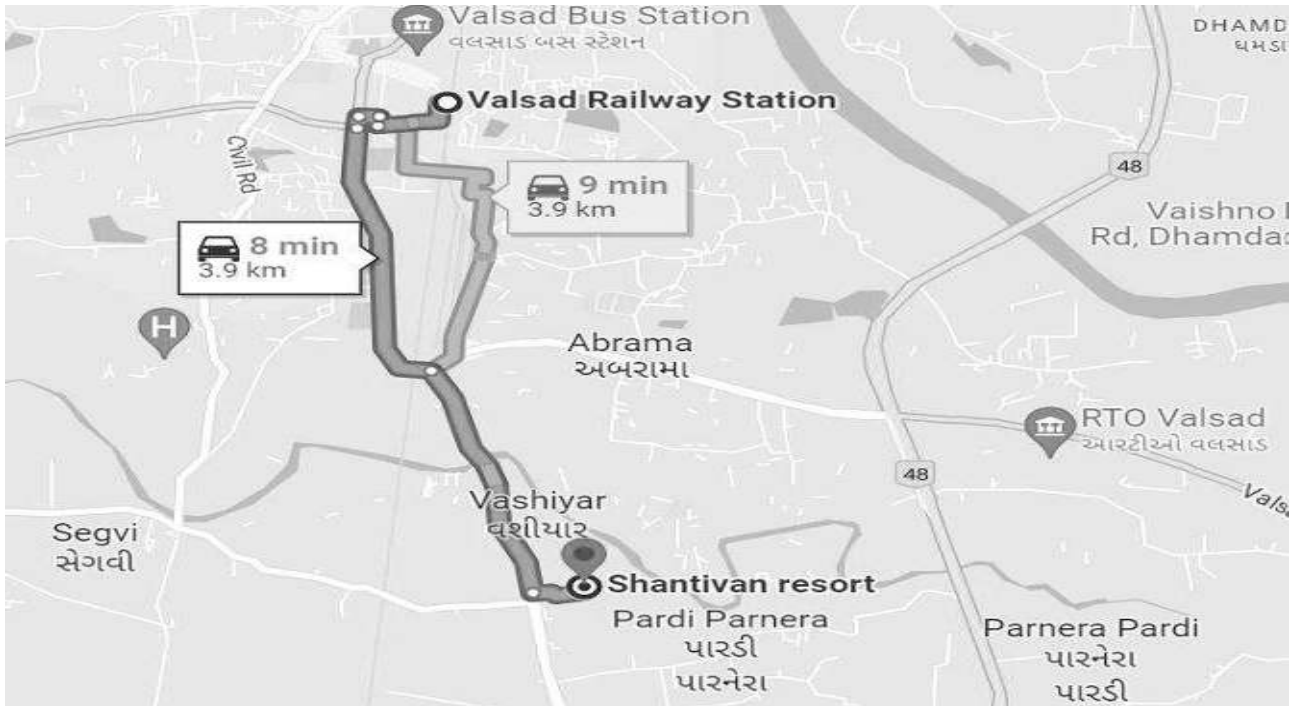 Valsad Bus Station
વલસાડ બસ સ્ટેશન
DHAMD
ધમડા
Valsad Railway Station
Civil Rd
48
9 min
3.9 km
Vaishno
Rd, Dhamdac
8 min
3.9 km
H
Abrama
અબરામા
RTO Valsad
આરટીઓ વલસાડ
48
Valsa
Vashiyar
વશીયાર
Segvi
સેગવી
Shantivan resort
Pardi Parnera
પારડી
પારનેરા
Parnera Pardi
પારનેરા
પારડી